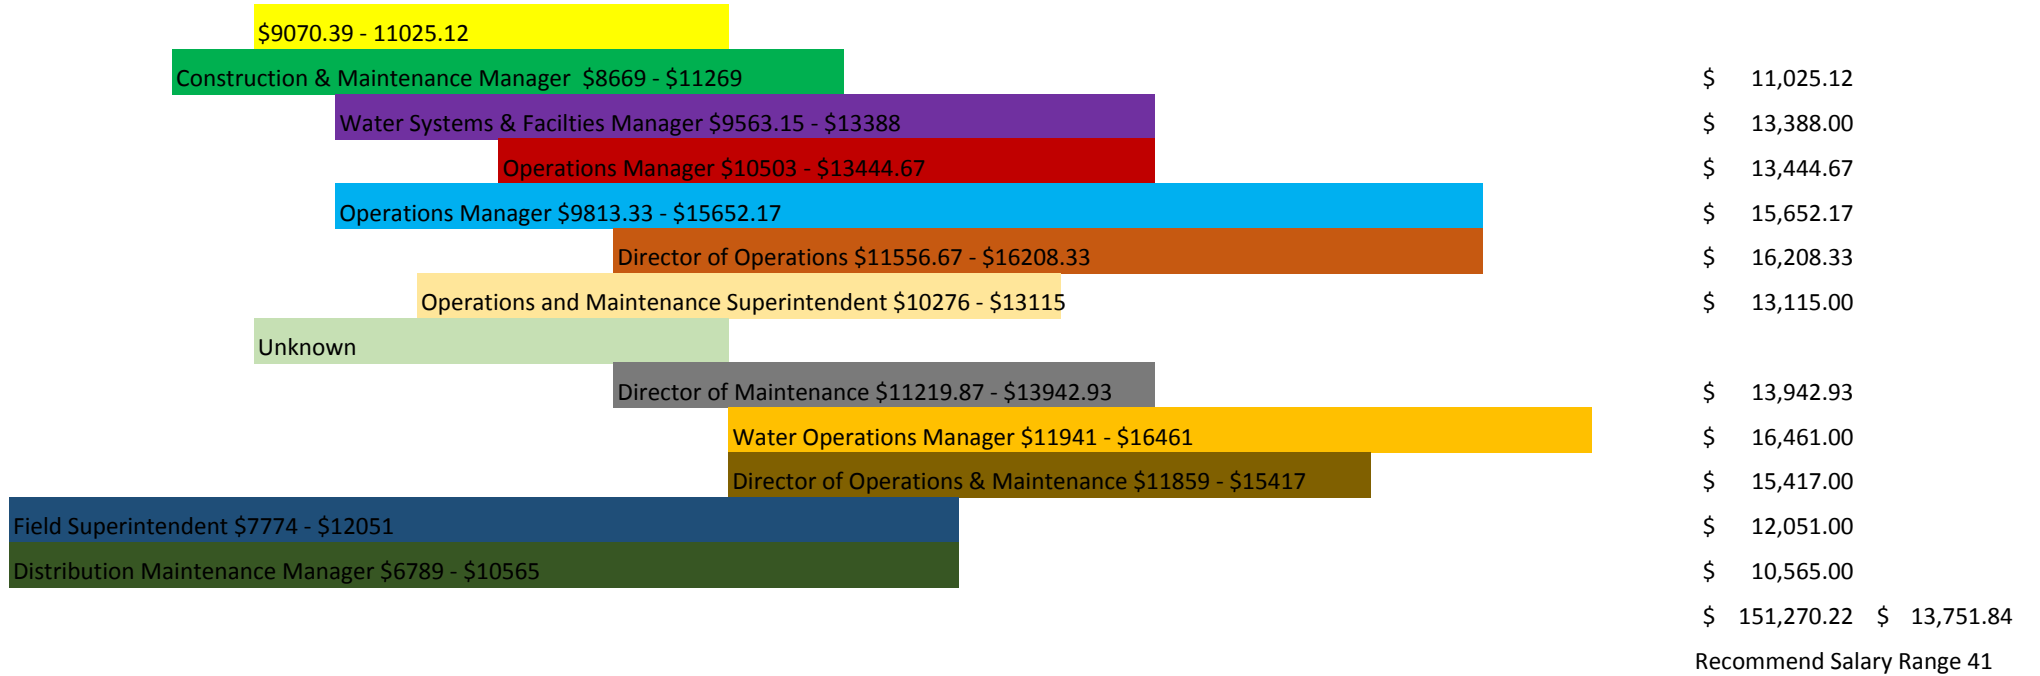 $9070.39 - 11025.12
Construction & Maintenance Manager  $8669 - $11269 $ 11,025.12
Water Systems & Facilties Manager $9563.15 - $13388 $ 13,388.00
Operations Manager $10503 - $13444.67 $ 13,444.67
Operations Manager $9813.33 - $15652.17 $ 15,652.17
Director of Operations $11556.67 - $16208.33 $ 16,208.33
Operations and Maintenance Superintendent $10276 - $13115 $ 13,115.00
Unknown
Director of Maintenance $11219.87 - $13942.93 $ 13,942.93
Water Operations Manager $11941 - $16461 $ 16,461.00
Director of Operations & Maintenance $11859 - $15417 $ 15,417.00
Field Superintendent $7774 - $12051 $ 12,051.00
Distribution Maintenance Manager $6789 - $10565 $ 10,565.00
$ 151,270.22 $ 13,751.84
Recommend Salary Range 41